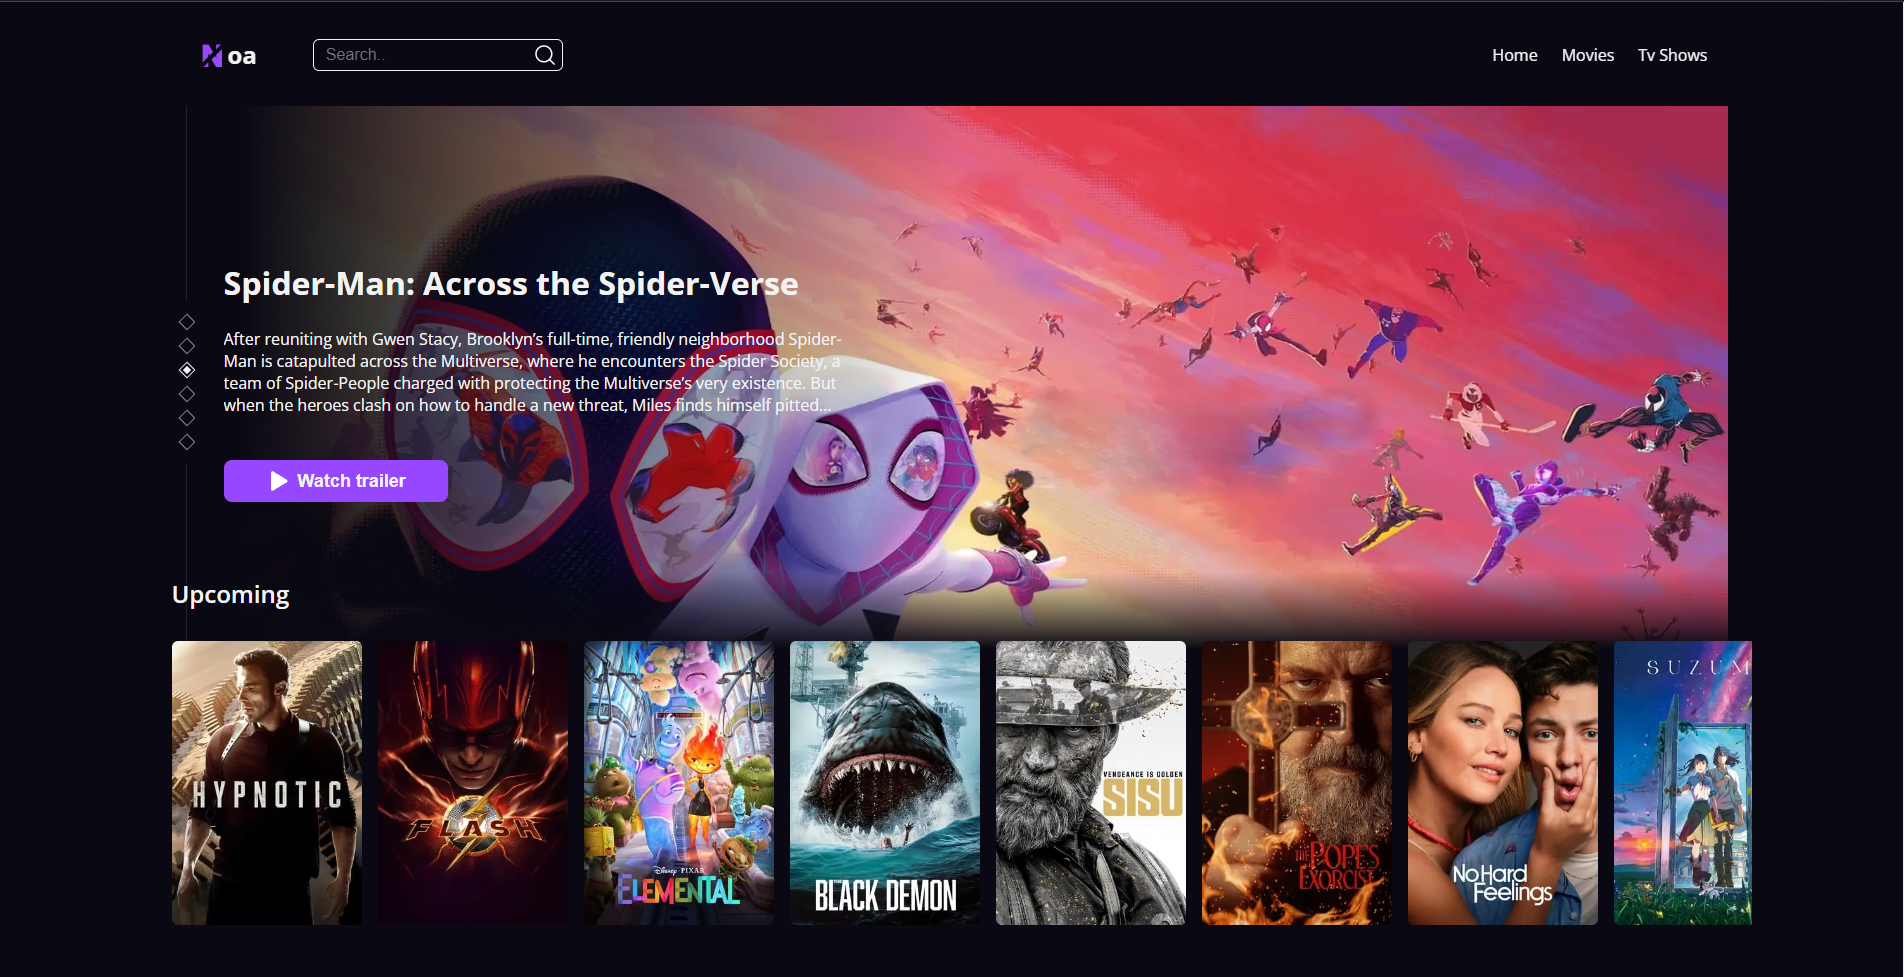 Noa
Search..
Home
Movies
Tv Shows
Spider-Man: Across the Spider-Verse
After reuniting with Gwen Stacy, Brooklyn’s full-time, friendly neighborhood Spider-
Man is catapulted across the Multiverse, where he encounters the Spider Society, a
team of Spider-People charged with protecting the Multiverse’s very existence. But
when the heroes clash on how to handle a new threat, Miles finds himself pitted...
Watch trailer
Upcoming
HYPNOTIC
FLASH
Disney PIXAR
ELEMENTAL
BLACK DEMON
VENGEANCE IS GOLDEN
SISU
THE POPE'S
EXORCIST
No Hard
Feelings
SUZUM